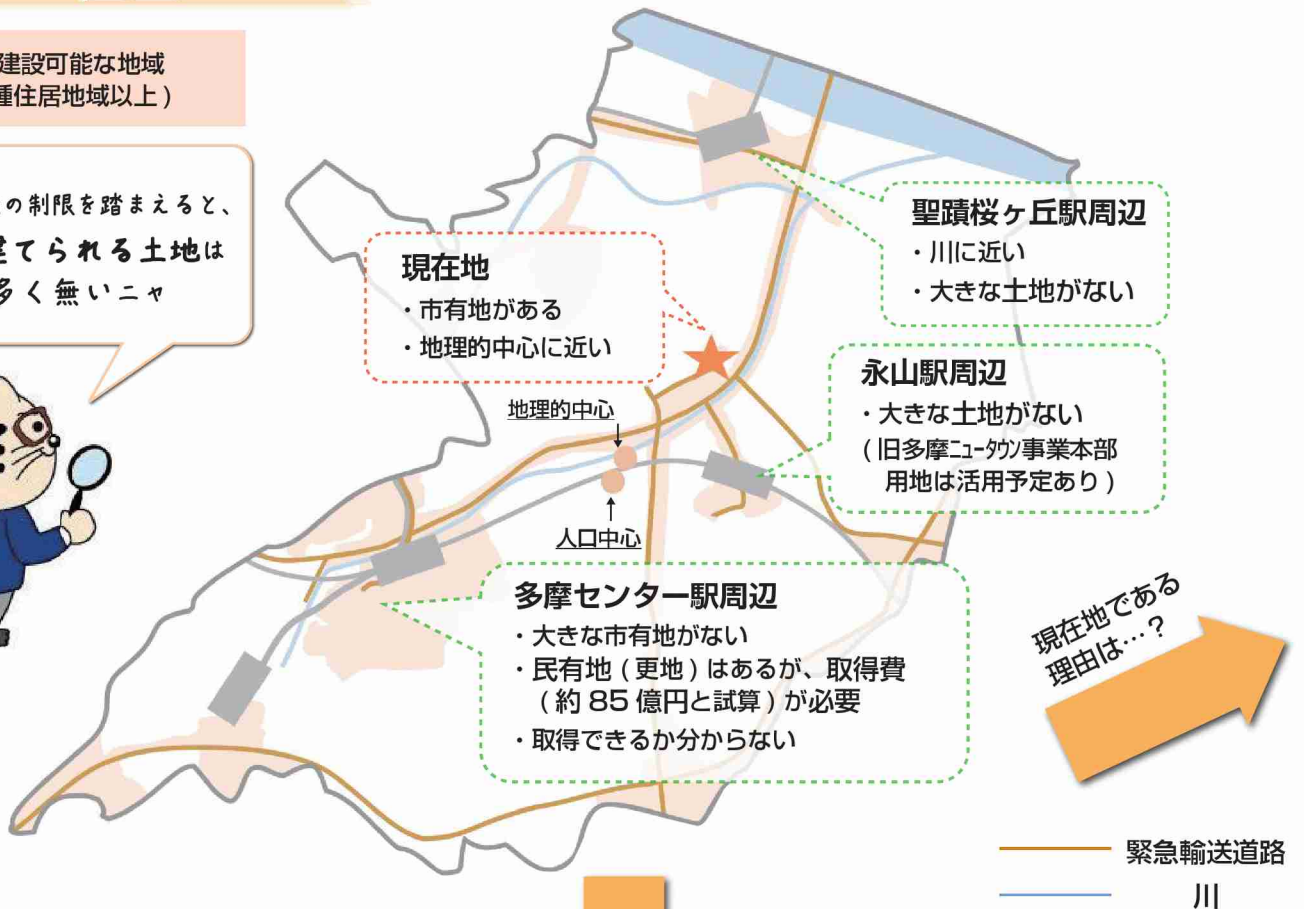 建設可能な地域
種住居地域以上)
の制限を踏まえると、
建てられる土地は
多く無いニャ
現在地
・市有地がある
・地理的中心に近い
聖蹟桜ヶ丘駅周辺
・川に近い
・大きな土地がない
永山駅周辺
・大きな土地がない
(旧多摩ニュータウン事業本部
用地は活用予定あり)
地理的中心
人口中心
多摩センター駅周辺
・大きな市有地がない
・民有地(更地)はあるが、取得費
(約85億円と試算)が必要
・取得できるか分からない
現在地である
理由は…?
緊急輸送道路
川